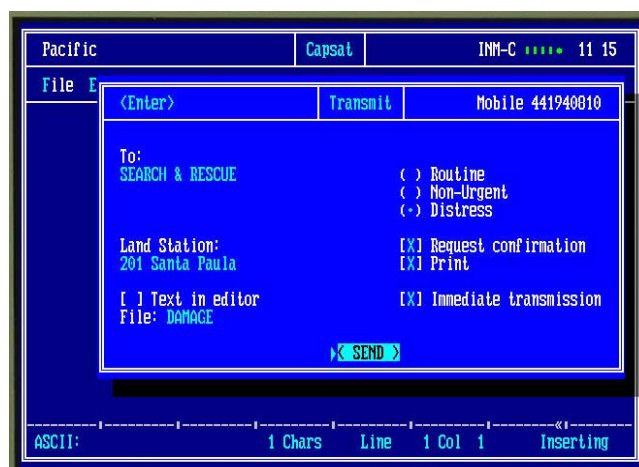 Pacific Capsat INM-C 11 15
File E
<Enter> Transmit Mobile 441940810
To:
SEARCH & RESCUE
( ) Routine
( ) Non-Urgent
(•) Distress
Land Station: [X] Request confirmation
201 Santa Paula [X] Print
[ ] Text in editor [X] Immediate transmission
File: DAMAGE
< SEND >
ASCII: 1 Chars Line 1 Col 1 Inserting